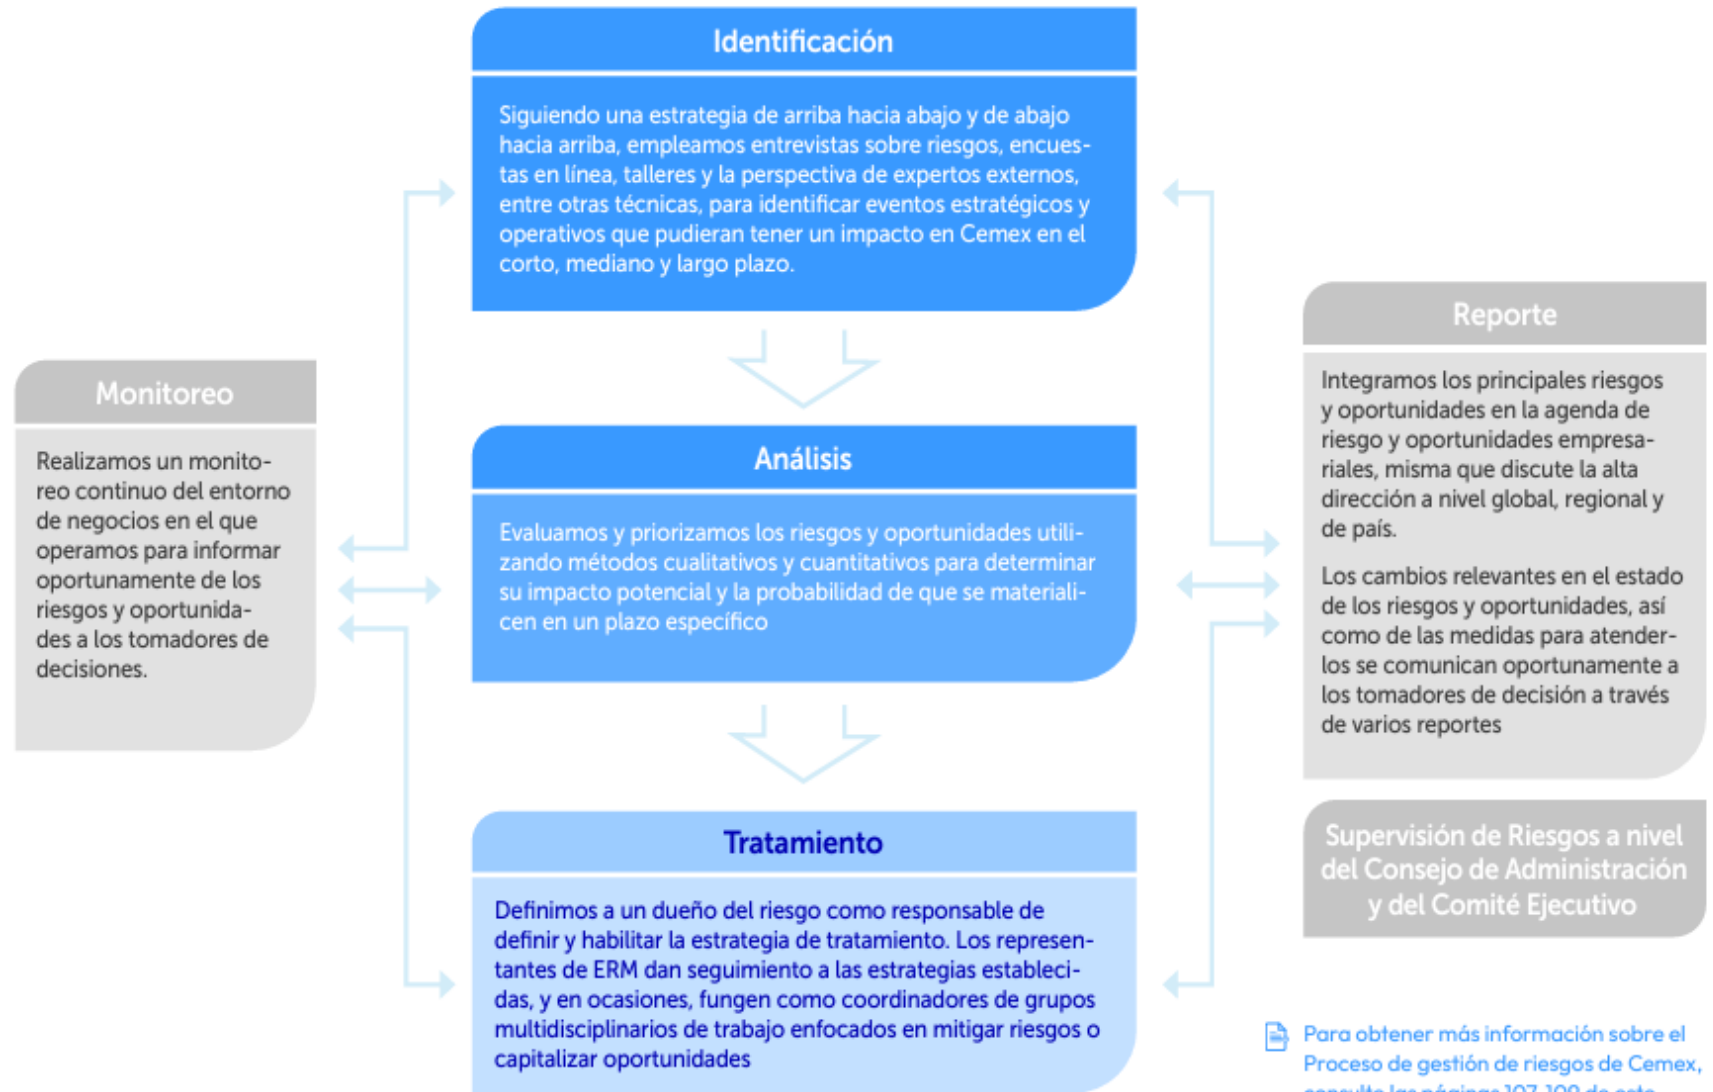 Identificación
Siguiendo una estrategia de arriba hacia abajo y de abajo
hacia arriba, empleamos entrevistas sobre riesgos, encues-
tas en línea, talleres y la perspectiva de expertos externos,
entre otras técnicas, para identificar eventos estratégicos y
operativos que pudieran tener un impacto en Cemex en el
corto, mediano y largo plazo.
Monitoreo
Realizamos un monito-
reo continuo del entorno
de negocios en el que
operamos para informar
oportunamente de los
riesgos y oportunida-
des a los tomadores de
decisiones.
Análisis
Evaluamos y priorizamos los riesgos y oportunidades utili-
zando métodos cualitativos y cuantitativos para determinar
su impacto potencial y la probabilidad de que se materiali-
cen en un plazo específico
Tratamiento
Definimos a un dueño del riesgo como responsable de
definir y habilitar la estrategia de tratamiento. Los represen-
tantes de ERM dan seguimiento a las estrategias estableci-
das, y en ocasiones, fungen como coordinadores de grupos
multidisciplinarios de trabajo enfocados en mitigar riesgos o
capitalizar oportunidades
Reporte
Integramos los principales riesgos
y oportunidades en la agenda de
riesgo y oportunidades empresa-
riales, misma que discute la alta
dirección a nivel global, regional y
de país.
Los cambios relevantes en el estado
de los riesgos y oportunidades, así
como de las medidas para atender-
los se comunican oportunamente a
los tomadores de decisión a través
de varios reportes
Supervisión de Riesgos a nivel
del Consejo de Administración
y del Comité Ejecutivo
Para obtener más información sobre el
Proceso de gestión de riesgos de Cemex,
consulte las páginas 107-109 de este